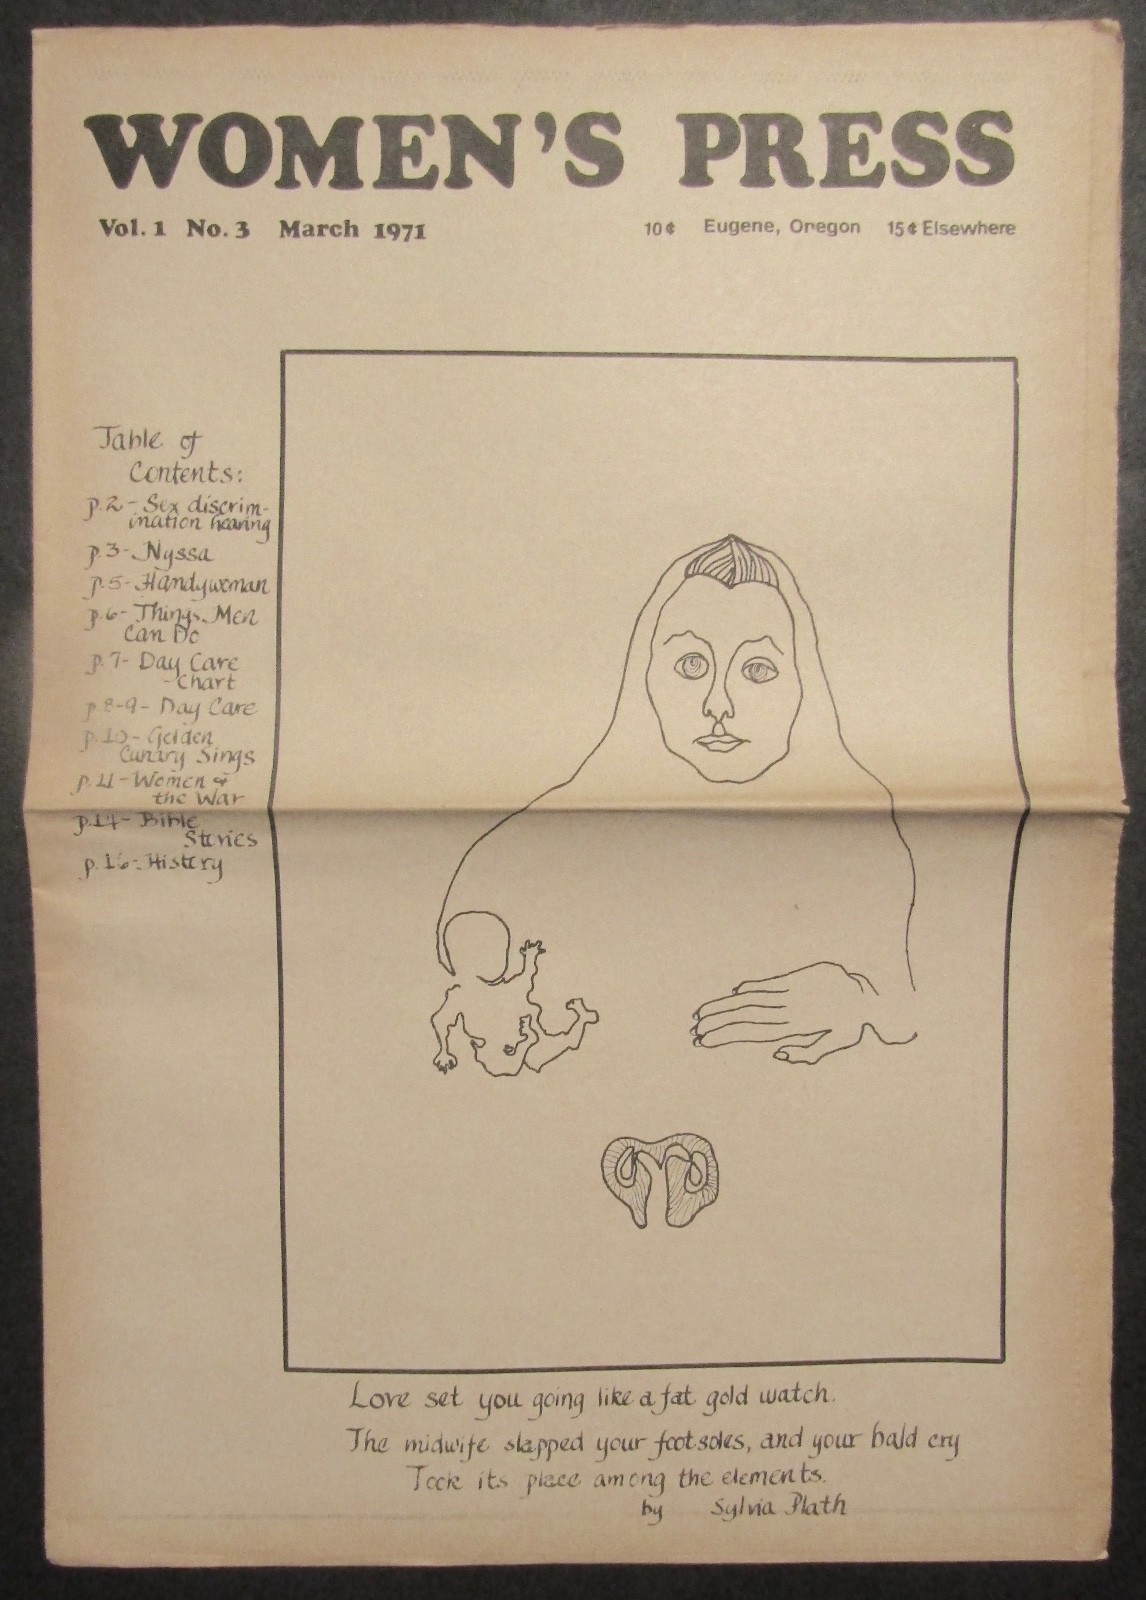 WOMEN'S PRESS
Vol. 1 No. 3 March 1971 10¢ Eugene, Oregon 15¢ Elsewhere
Table of
Contents:
p.2- Sex discrim-
ination hearing
p.3- Nyssa
p.5- Handywoman
p.6- Things Men
Can Do
p.7- Day Care
-Chart
p.8-9- Day Care
p.10- Golden
Canary Sings
p.11- Women &
the War
p.14- Bible
Stories
p.16- History
Love set you going like a fat gold watch.
The midwife slapped your footsoles, and your bald cry
Took its place among the elements.
by Sylvia Plath